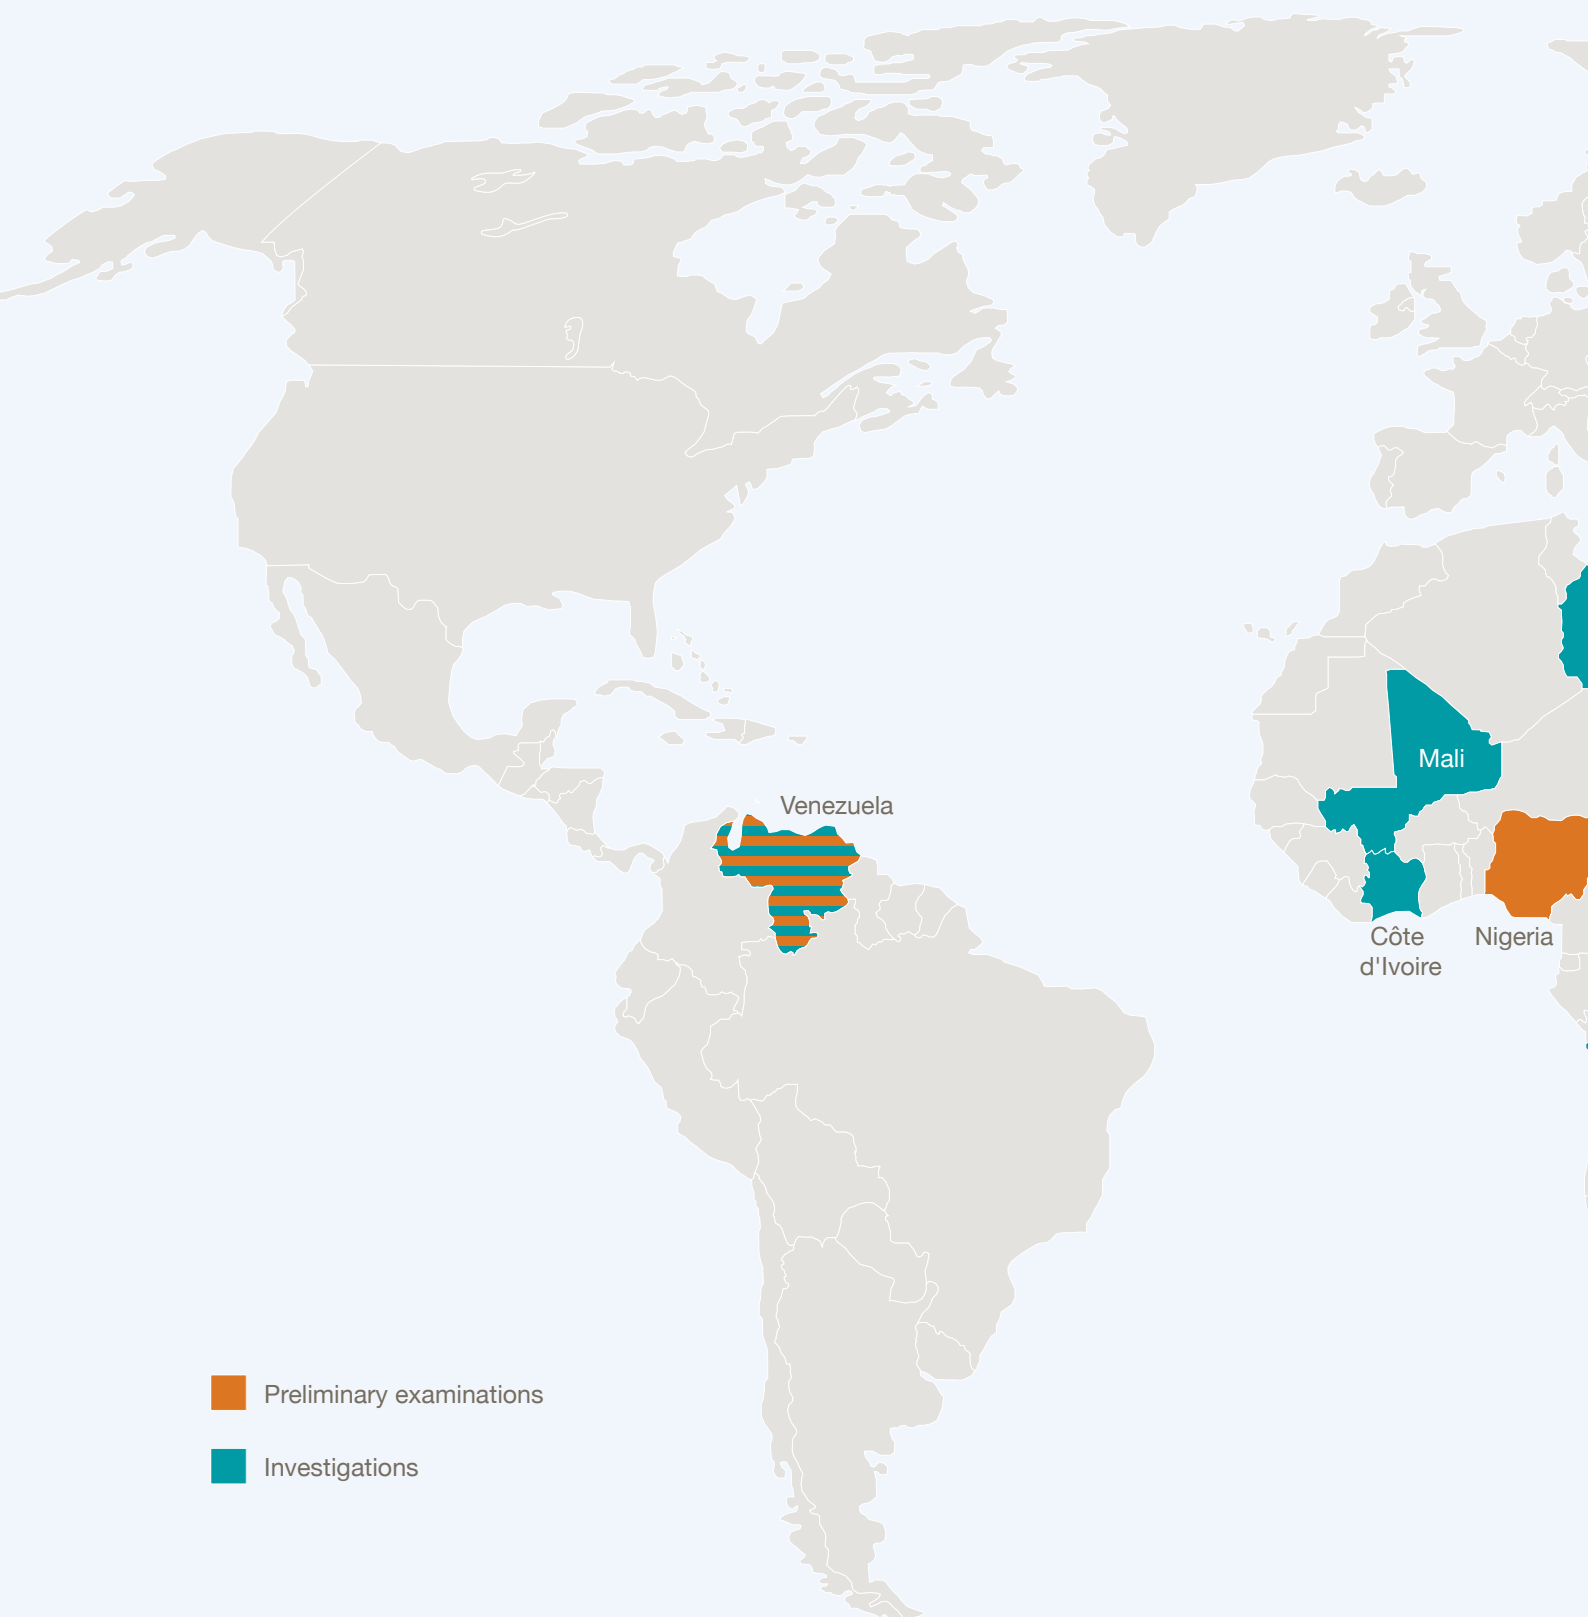 Venezuela
Mali
Côte
d'Ivoire
Nigeria
Preliminary examinations
Investigations